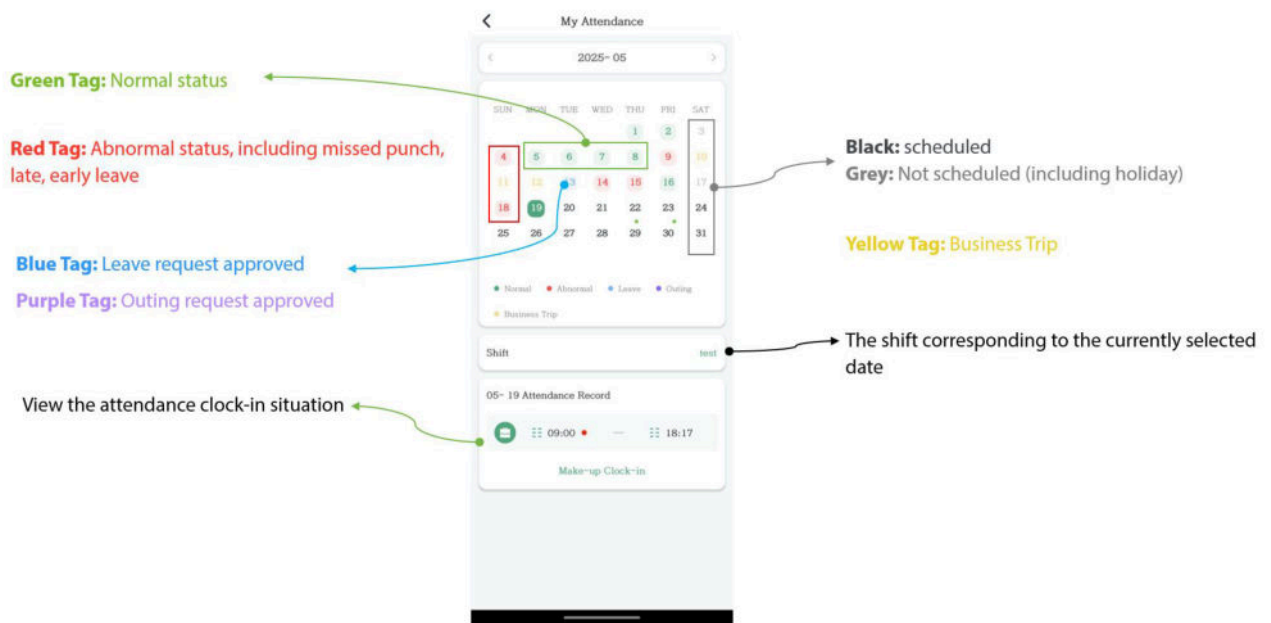 My Attendance
2025- 05
Green Tag: Normal status
Red Tag: Abnormal status, including missed punch,
late, early leave
Blue Tag: Leave request approved
Purple Tag: Outing request approved
View the attendance clock-in situation
SUN MON TUE WED THU FRI SAT
1 2 3
4 5 6 7 8 9 10
11 12 13 14 15 16 17
18 19 20 21 22 23 24
25 26 27 28 29 30 31
Normal Abnormal Leave Outing
Business Trip
Shift test
05- 19 Attendance Record
09:00 — 18:17
Make-up Clock-in
Black: scheduled
Grey: Not scheduled (including holiday)
Yellow Tag: Business Trip
The shift corresponding to the currently selected
date